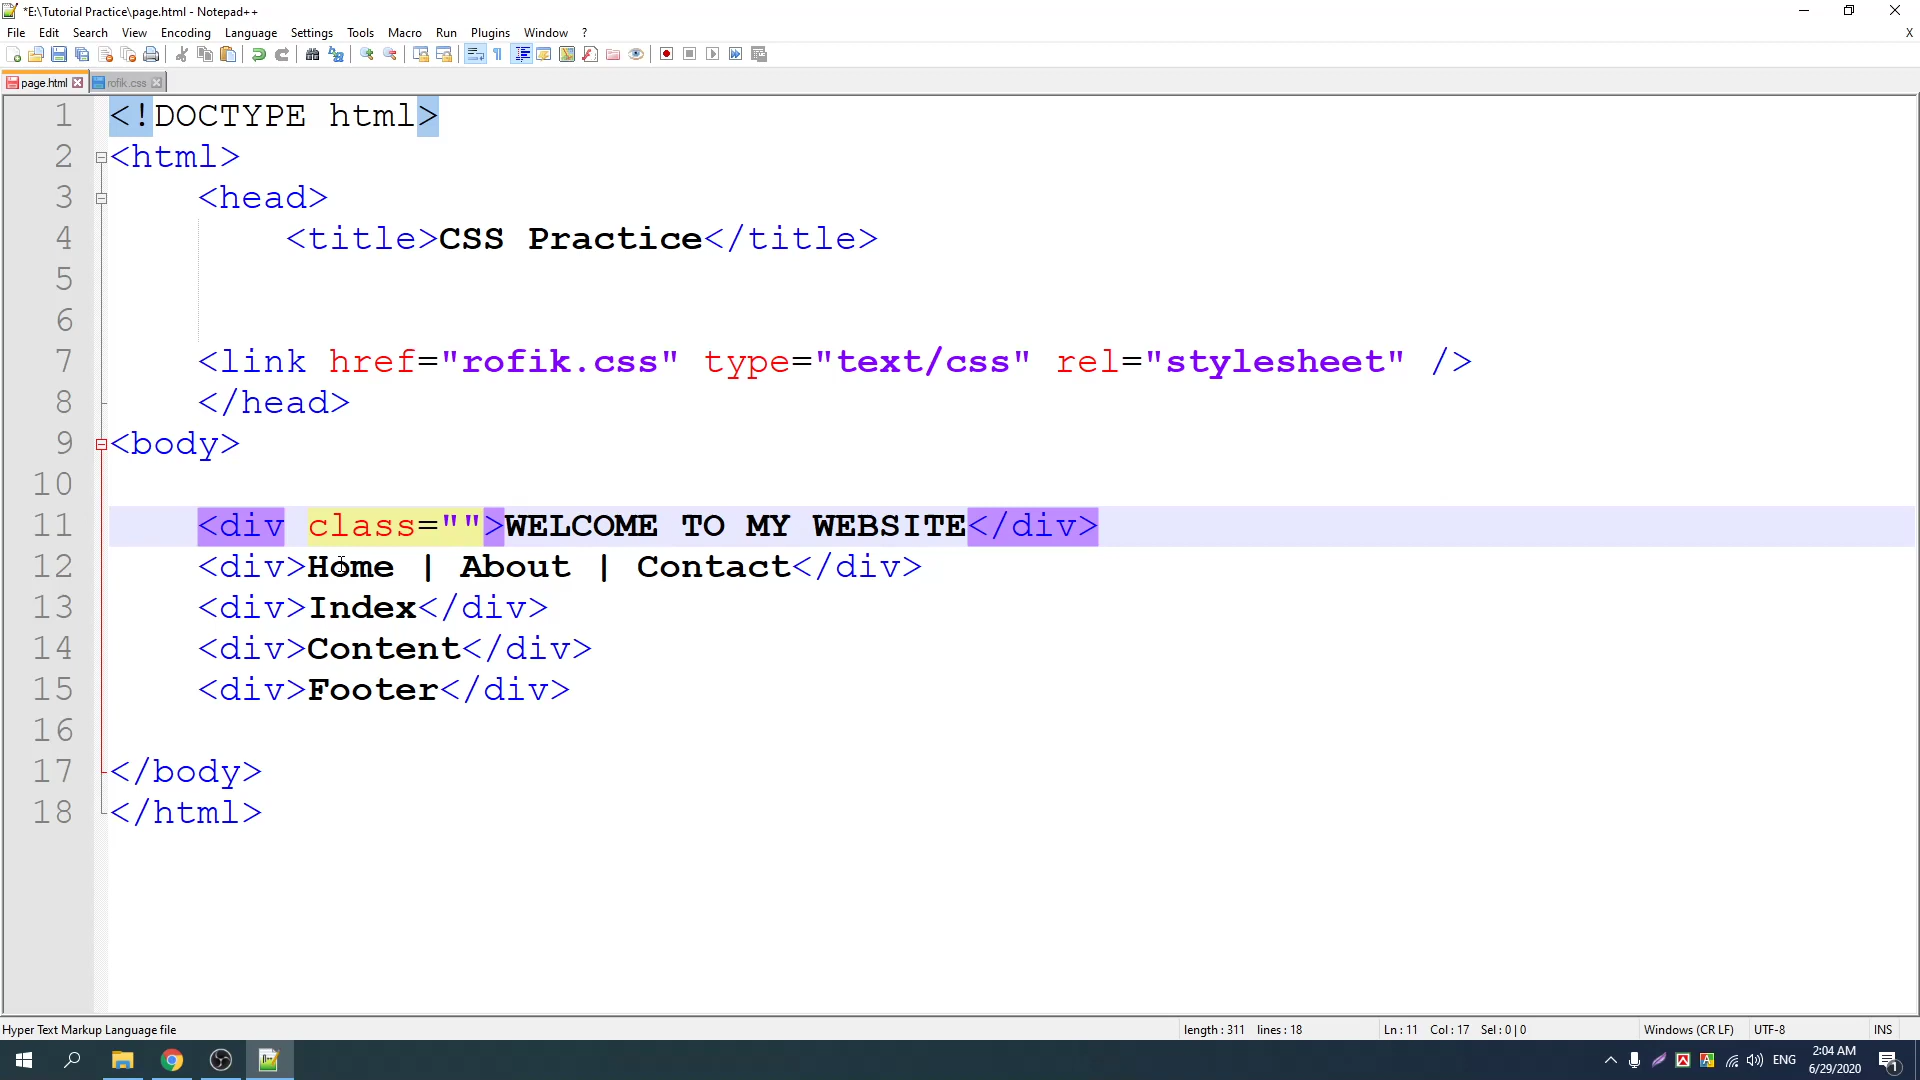 *E:\Tutorial Practice\page.html - Notepad++
File Edit Search View Encoding Language Settings Tools Macro Run Plugins Window ? X
page.html rofik.css
1 <!DOCTYPE html>
2 <html>
3 <head>
4 <title>CSS Practice</title>
5
6
7 <link href="rofik.css" type="text/css" rel="stylesheet" />
8 </head>
9 <body>
10
11 <div class="">WELCOME TO MY WEBSITE</div>
12 <div>Home | About | Contact</div>
13 <div>Index</div>
14 <div>Content</div>
15 <div>Footer</div>
16
17 </body>
18 </html>
Hyper Text Markup Language file length : 311 lines : 18 Ln : 11 Col : 17 Sel : 0 | 0 Windows (CR LF) UTF-8 INS
ENG 2:04 AM
6/29/2020 1